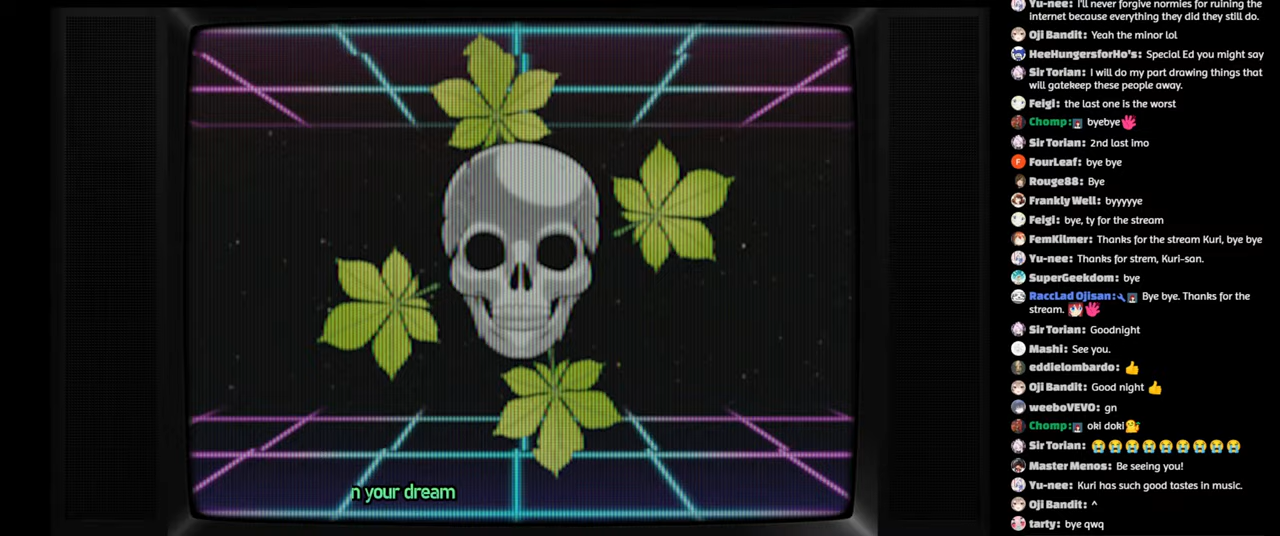 Yu-nee: I'll never forgive normies for ruining the
internet because everything they did they still do.
Oji Bandit: Yeah the minor lol
HeeHungersforHo's: Special Ed you might say
Sir Torian: I will do my part drawing things that
will gatekeep these people away.
Feigi: the last one is the worst
Chomp: byebye👋
Sir Torian: 2nd last imo
F
FourLeaf: bye bye
Rouge88: Bye
Frankly Well: byyyyye
Feigi: bye, ty for the stream
FemKilmer: Thanks for the stream Kuri, bye bye
Yu-nee: Thanks for strem, Kuri-san.
SuperGeekdom: bye
RaccLad Ojisan: Bye bye. Thanks for the
stream. 👋
Sir Torian: Goodnight
Mashi: See you.
eddielombardo: 👍
Oji Bandit: Good night 👍
weeboVEVO: gn
Chomp: oki doki
Sir Torian: 😭😭😭😭😭😭😭😭😭
Master Menos: Be seeing you!
Yu-nee: Kuri has such good tastes in music.
Oji Bandit: ^
tarty: bye qwq
n your dream